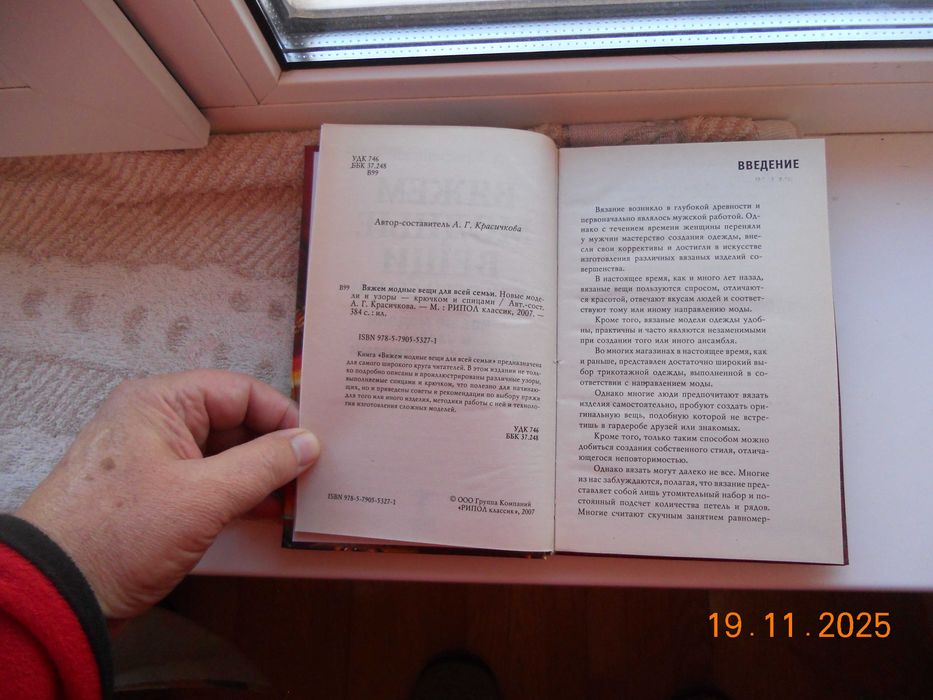 УДК 746
ББК 37.248
В99
Автор-составитель А. Г. Красичкова
В99 Вяжем модные вещи для всей семьи. Новые моде-
ли и узоры — крючком и спицами / Авт.-сост.
А. Г. Красичкова. — М. : РИПОЛ классик, 2007. —
384 с. : ил.
ISBN 978-5-7905-5327-1
Книга «Вяжем модные вещи для всей семьи» предназначена
для самого широкого круга читателей. В этом издании не толь-
ко подробно описаны и проиллюстрированы различные узоры,
выполняемые спицами и крючком, что полезно для начинаю-
щих, но и приведены советы и рекомендации по выбору пряжи
для того или иного изделия, методики работы с ней и техноло-
гия изготовления сложных моделей.
УДК 746
ББК 37.248
ISBN 978-5-7905-5327-1
© ООО Группа Компаний
«РИПОЛ классик», 2007
ВВЕДЕНИЕ
Вязание возникло в глубокой древности и
первоначально являлось мужской работой. Од-
нако с течением времени женщины переняли
у мужчин мастерство создания одежды, вне-
сли свои коррективы и достигли в искусстве
изготовления различных вязаных изделий со-
вершенства.
В настоящее время, как и много лет назад,
вязаные вещи пользуются спросом, отличают-
ся красотой, отвечают вкусам людей и соответ-
ствуют тому или иному направлению моды.
Кроме того, вязаные модели одежды удоб-
ны, практичны и часто являются незаменимыми
при создании того или иного ансамбля.
Во многих магазинах в настоящее время, как
и раньше, представлен достаточно широкий вы-
бор трикотажной одежды, выполненной в со-
ответствии с направлением моды.
Однако многие люди предпочитают вязать
изделия самостоятельно, пробуют создать ори-
гинальную вещь, подобную которой не встре-
тишь в гардеробе друзей или знакомых.
Кроме того, только таким способом можно
добиться создания собственного стиля, отлича-
ющегося неповторимостью.
Однако вязать могут далеко не все. Многие
из нас заблуждаются, полагая, что вязание пред-
ставляет собой лишь утомительный набор и по-
стоянный подсчет количества петель и рядов.
Многие считают скучным занятием равномер-
19.11.2025